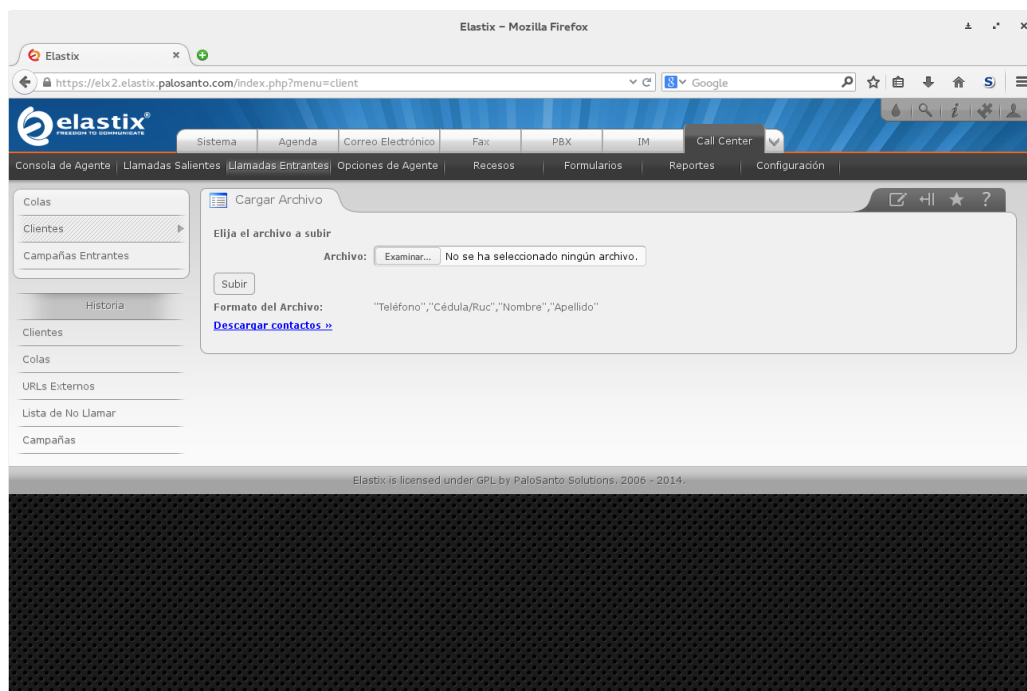 Elastix - Mozilla Firefox
Elastix
https://elx2.elastix.palosanto.com/index.php?menu=client
Google
elastix®
FREEDOM TO COMMUNICATE
Sistema Agenda Correo Electrónico Fax PBX IM Call Center
Consola de Agente Llamadas Salientes Llamadas Entrantes Opciones de Agente Recesos Formularios Reportes Configuración
Colas
Clientes
Campañas Entrantes
Historia
Clientes
Colas
URLs Externos
Lista de No Llamar
Campañas
Cargar Archivo
Elija el archivo a subir
Archivo: Examinar... No se ha seleccionado ningún archivo.
Subir
Formato del Archivo: "Teléfono","Cédula/Ruc","Nombre","Apellido"
Descargar contactos »
Elastix is licensed under GPL by PaloSanto Solutions. 2006 - 2014.